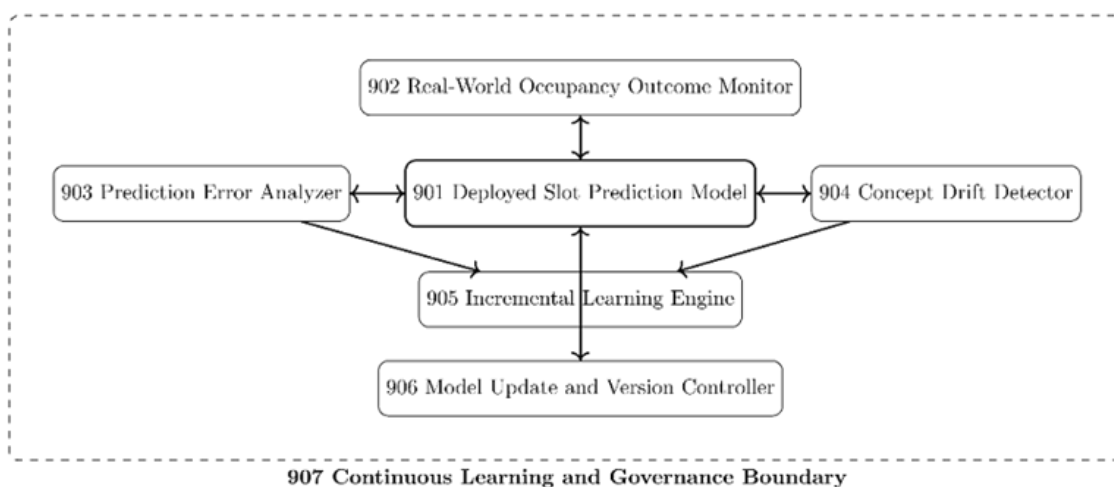 902 Real-World Occupancy Outcome Monitor
903 Prediction Error Analyzer
901 Deployed Slot Prediction Model
904 Concept Drift Detector
905 Incremental Learning Engine
906 Model Update and Version Controller
907 Continuous Learning and Governance Boundary